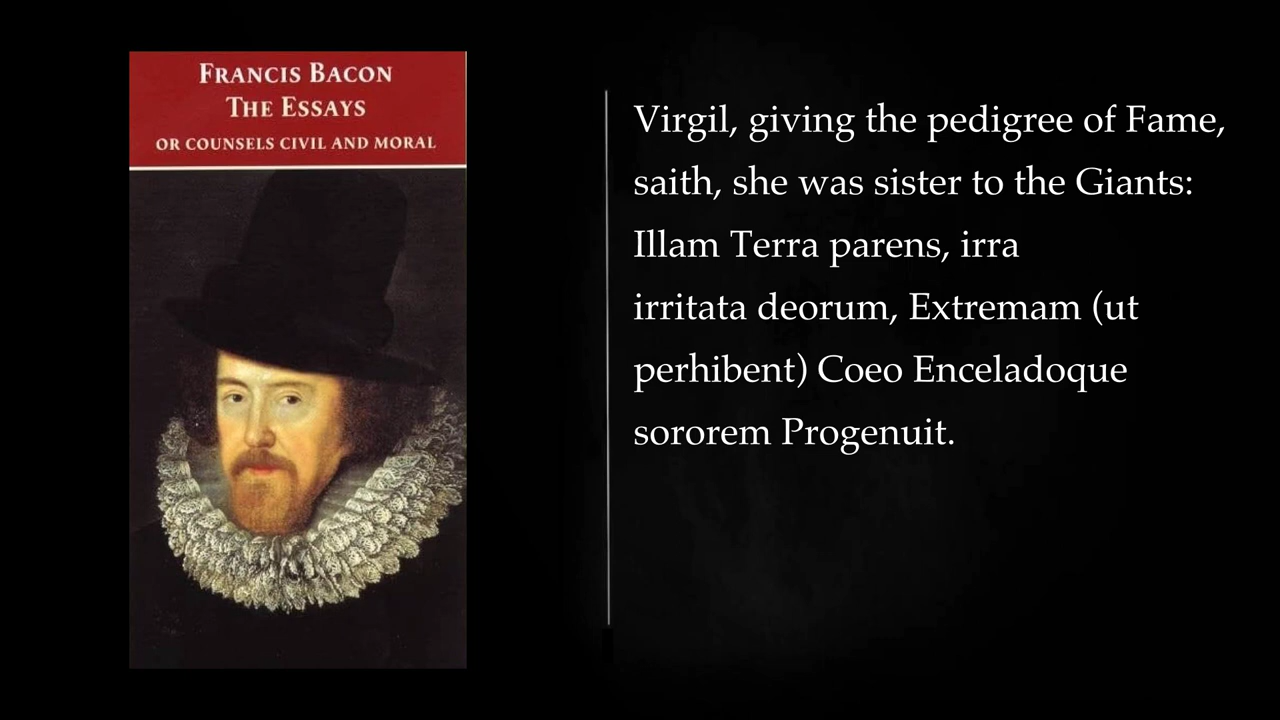 FRANCIS BACON
THE ESSAYS
OR COUNSELS CIVIL AND MORAL
Virgil, giving the pedigree of Fame,
saith, she was sister to the Giants:
Illam Terra parens, irra
irritata deorum, Extremam (ut
perhibent) Coeo Enceladoque
sororem Progenuit.